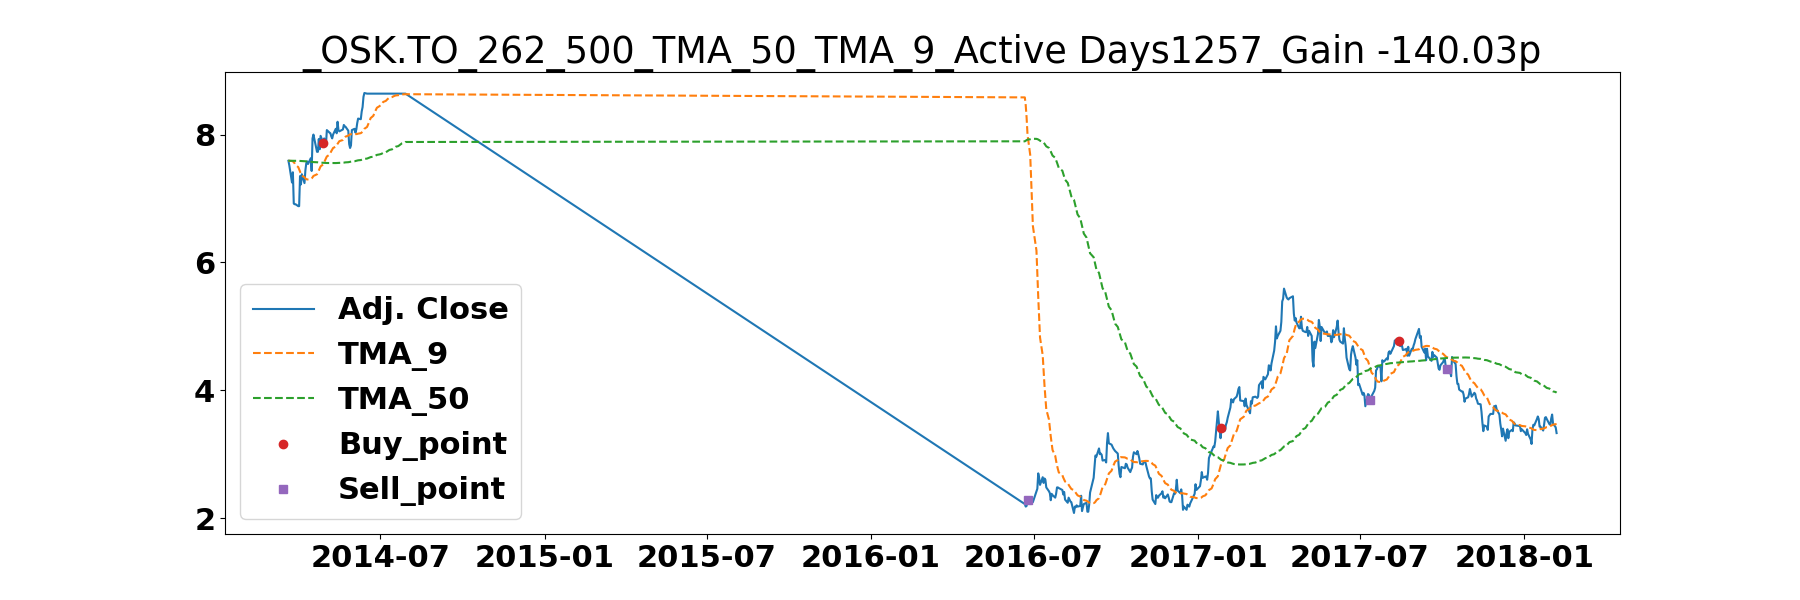 _OSK.TO_262_500_TMA_50_TMA_9_Active Days1257_Gain -140.03p
8
6
4
2
Adj. Close
TMA_9
TMA_50
Buy_point
Sell_point
2014-07 2015-01 2015-07 2016-01 2016-07 2017-01 2017-07 2018-01